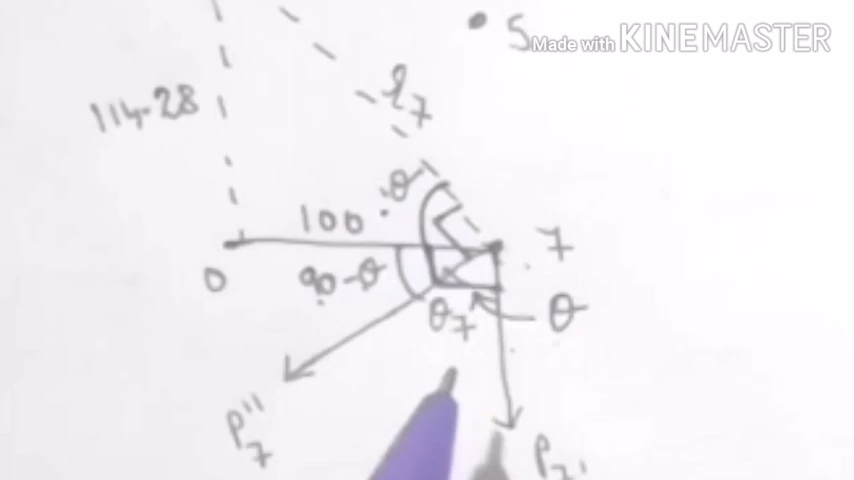 S
Made with KINEMASTER
l7
114.28
θ
100
7
0
90-θ
θ7
θ
P7''
P7'